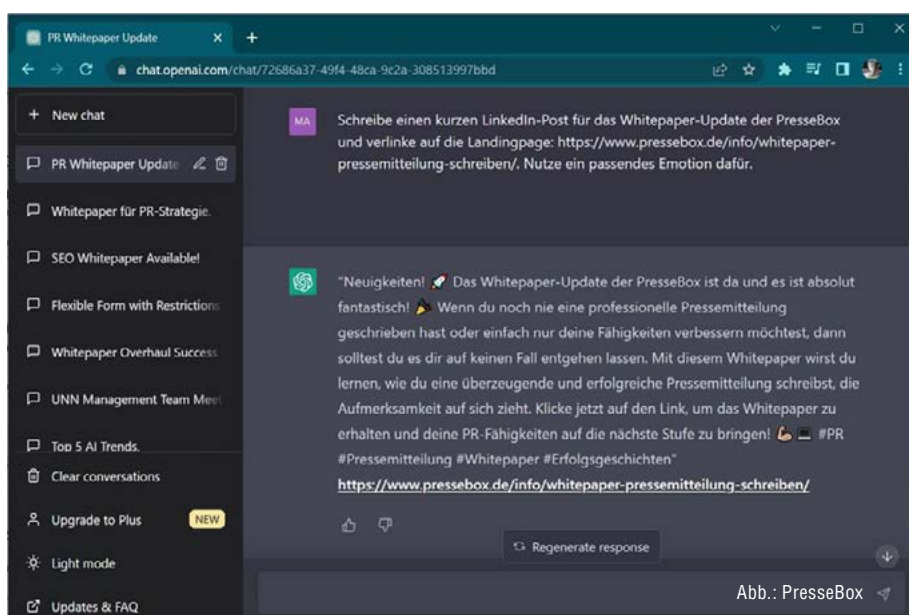 PR Whitepaper Update
chat.openai.com/chat/72686a37-49f4-48ca-9c2a-308513997bbd
+ New chat
PR Whitepaper Update
Whitepaper für PR-Strategie.
SEO Whitepaper Available!
Flexible Form with Restrictions
Whitepaper Overhaul Success
UNN Management Team Meet
Top 5 AI Trends.
Clear conversations
Upgrade to Plus NEW
Light mode
Updates & FAQ
MA
Schreibe einen kurzen LinkedIn-Post für das Whitepaper-Update der PresseBox
und verlinke auf die Landingpage: https://www.pressebox.de/info/whitepaper-
pressemitteilung-schreiben/. Nutze ein passendes Emotion dafür.
"Neuigkeiten! 🚀 Das Whitepaper-Update der PresseBox ist da und es ist absolut
fantastisch! 🎉 Wenn du noch nie eine professionelle Pressemitteilung
geschrieben hast oder einfach nur deine Fähigkeiten verbessern möchtest, dann
solltest du es dir auf keinen Fall entgehen lassen. Mit diesem Whitepaper wirst du
lernen, wie du eine überzeugende und erfolgreiche Pressemitteilung schreibst, die
Aufmerksamkeit auf sich zieht. Klicke jetzt auf den Link, um das Whitepaper zu
erhalten und deine PR-Fähigkeiten auf die nächste Stufe zu bringen! 💪💻 #PR
#Pressemitteilung #Whitepaper #Erfolgsgeschichten"
https://www.pressebox.de/info/whitepaper-pressemitteilung-schreiben/
Regenerate response
Abb.: PresseBox